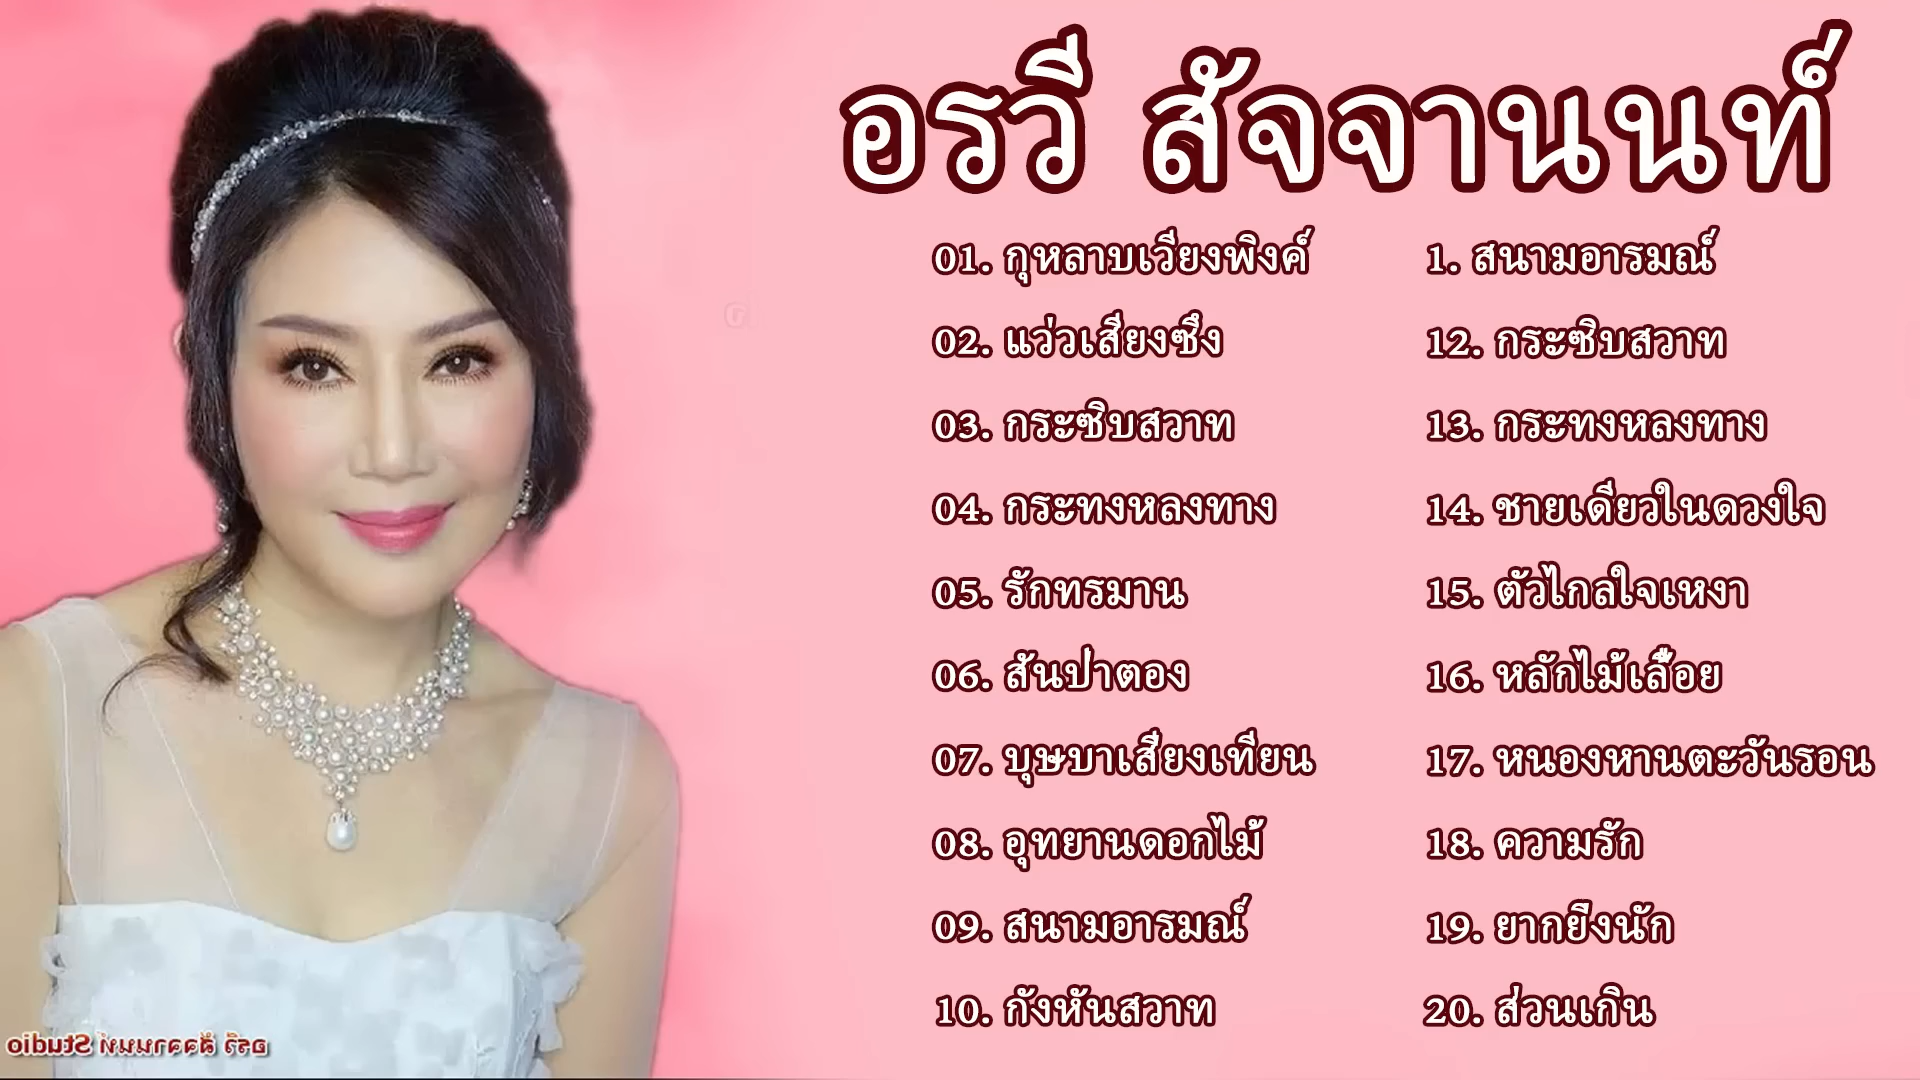 อรวี สัจจานนท์
01. กุหลาบเวียงพิงค์
02. แว่วเสียงซึง
03. กระซิบสวาท
04. กระทงหลงทาง
05. รักทรมาน
06. สันป่าตอง
07. บุษบาเสี่ยงเทียน
08. อุทยานดอกไม้
09. สนามอารมณ์
10. กังหันสวาท
1. สนามอารมณ์
12. กระซิบสวาท
13. กระทงหลงทาง
14. ชายเดียวในดวงใจ
15. ตัวไกลใจเหงา
16. หลักไม้เลื้อย
17. หนองหานตะวันรอน
18. ความรัก
19. ยากยิ่งนัก
20. ส่วนเกิน
อรวี สัจจานนท์ Studio